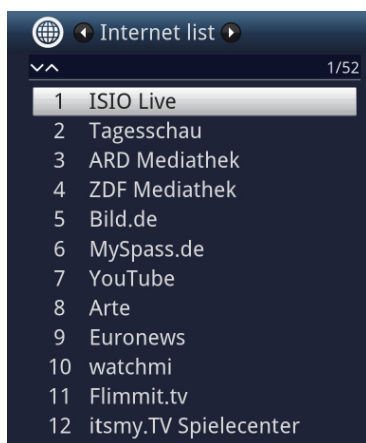 Internet list
1/52
1 ISIO Live
2 Tagesschau
3 ARD Mediathek
4 ZDF Mediathek
5 Bild.de
6 MySpass.de
7 YouTube
8 Arte
9 Euronews
10 watchmi
11 Flimmit.tv
12 itsmy.TV Spielecenter